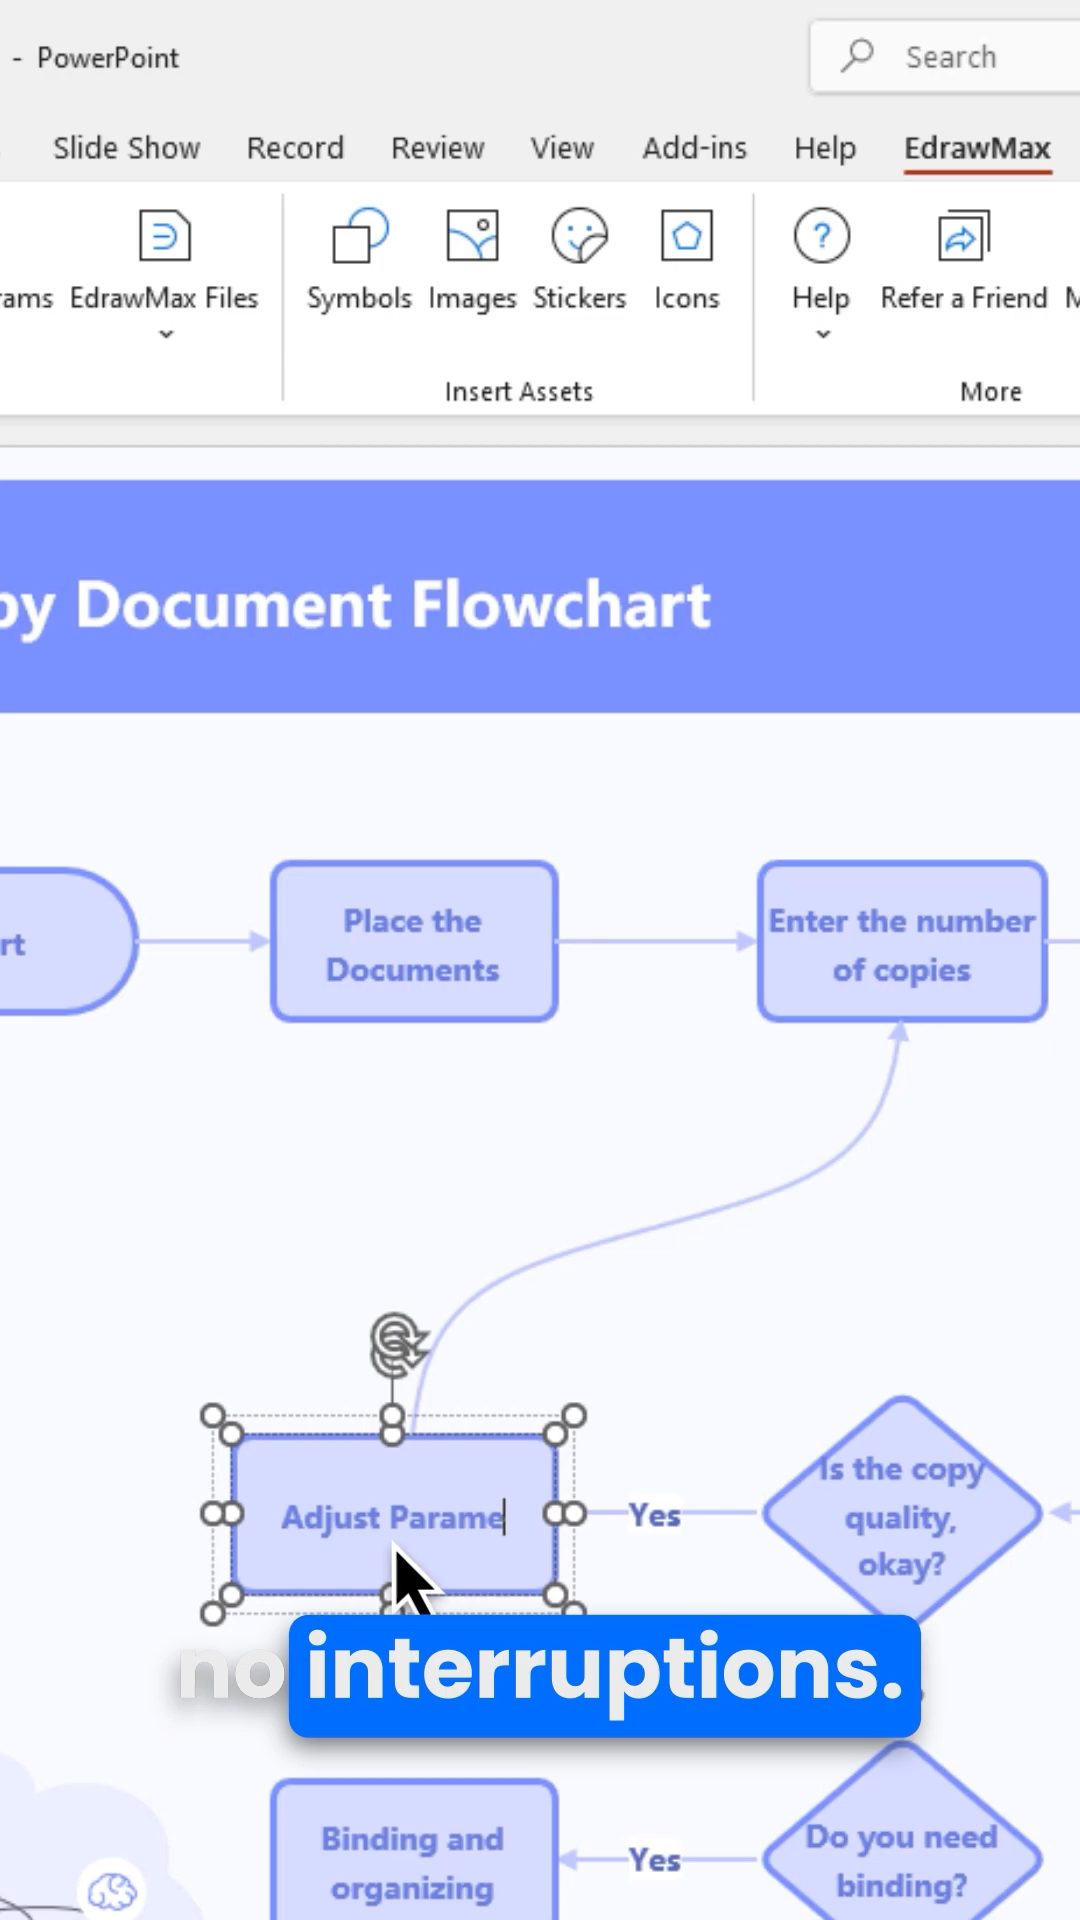 - PowerPoint
Search
Slide Show Record Review View Add-ins Help EdrawMax
EdrawMax Files Symbols Images Stickers Icons Help Refer a Friend
Insert Assets More
Document Flowchart
Place the
Documents
Enter the number
of copies
Adjust Parame
Yes
Is the copy
quality,
okay?
no interruptions.
Binding and
organizing
Yes
Do you need
binding?